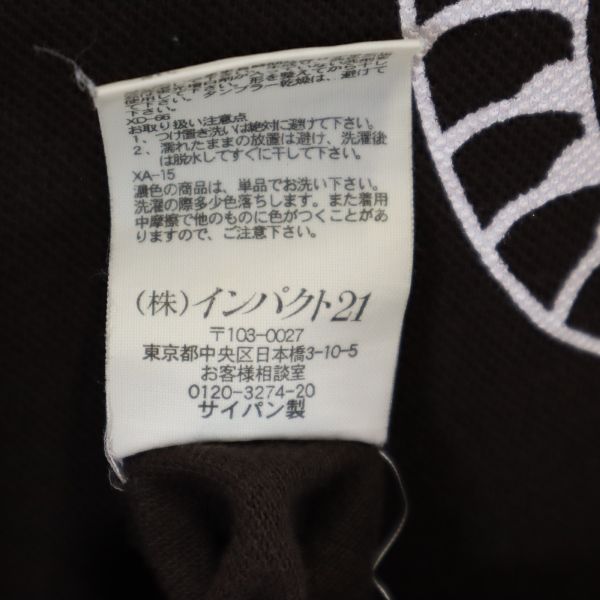 使用下さい。タンブラー乾燥は、避けて
下さい。
XD-66
お取り扱い注意点
1、つけ置き洗いは絶対に避けて下さい。
2、濡れたままの放置は避け、洗濯後
は脱水してすぐに干して下さい。
XA-15
濃色の商品は、単品でお洗い下さい。
洗濯の際多少色落ちします。また着用
中摩擦で他のものに色がつくことがあ
りますので、ご注意下さい。
(株)インパクト21
〒103-0027
東京都中央区日本橋3-10-5
お客様相談室
0120-3274-20
サイパン製